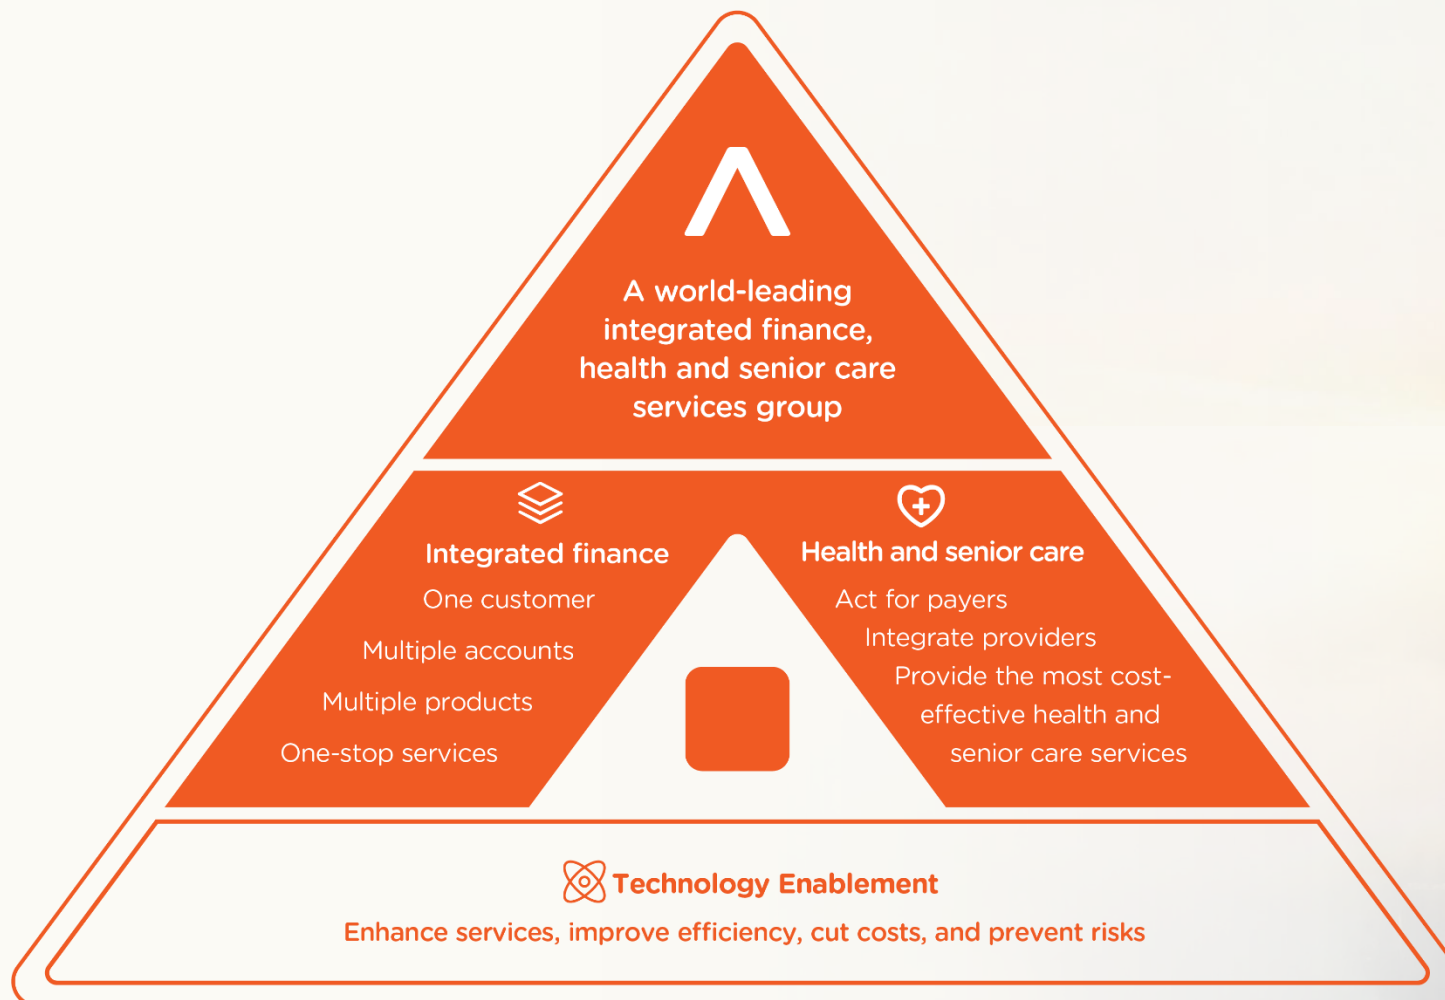 A world-leading
integrated finance,
health and senior care
services group
Integrated finance
One customer
Multiple accounts
Multiple products
One-stop services
Health and senior care
Act for payers
Integrate providers
Provide the most cost-
effective health and
senior care services
Technology Enablement
Enhance services, improve efficiency, cut costs, and prevent risks